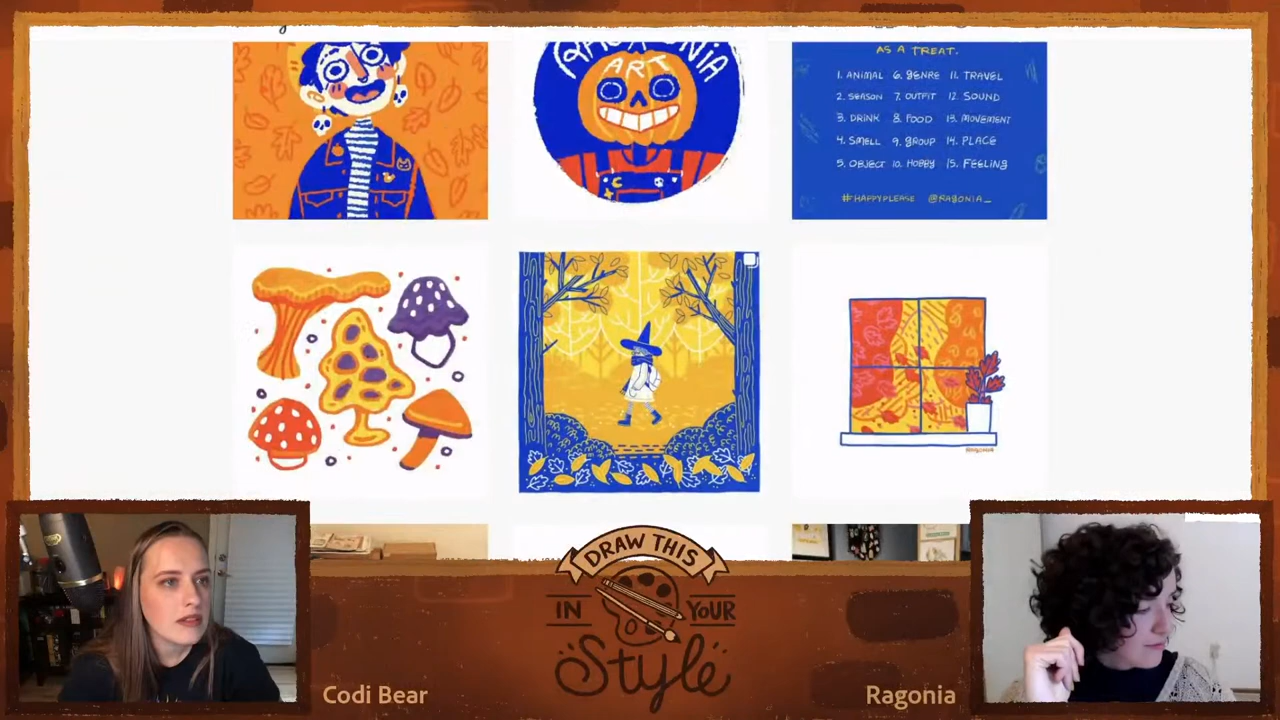 RAGONIA
ART
AS A TREAT.
1. ANIMAL 6. GENRE 11. TRAVEL
2. SEASON 7. OUTFIT 12. SOUND
3. DRINK 8. FOOD 13. MOVEMENT
4. SMELL 9. GROUP 14. PLACE
5. OBJECT 10. HOBBY 15. FEELING
#HAPPYPLEASE @RAGONIA_
DRAW THIS
IN YOUR
Style
Codi Bear
Ragonia